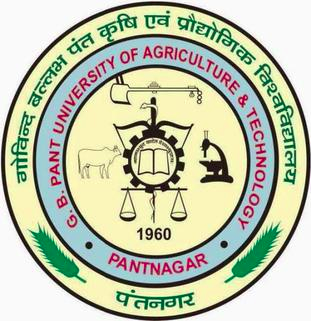 गोविन्द बल्लभ पंत कृषि एवं प्रौद्योगिक विश्वविद्यालय
G.B. PANT UNIVERSITY OF AGRICULTURE & TECHNOLOGY
1960
PANTNAGAR
पंतनगर